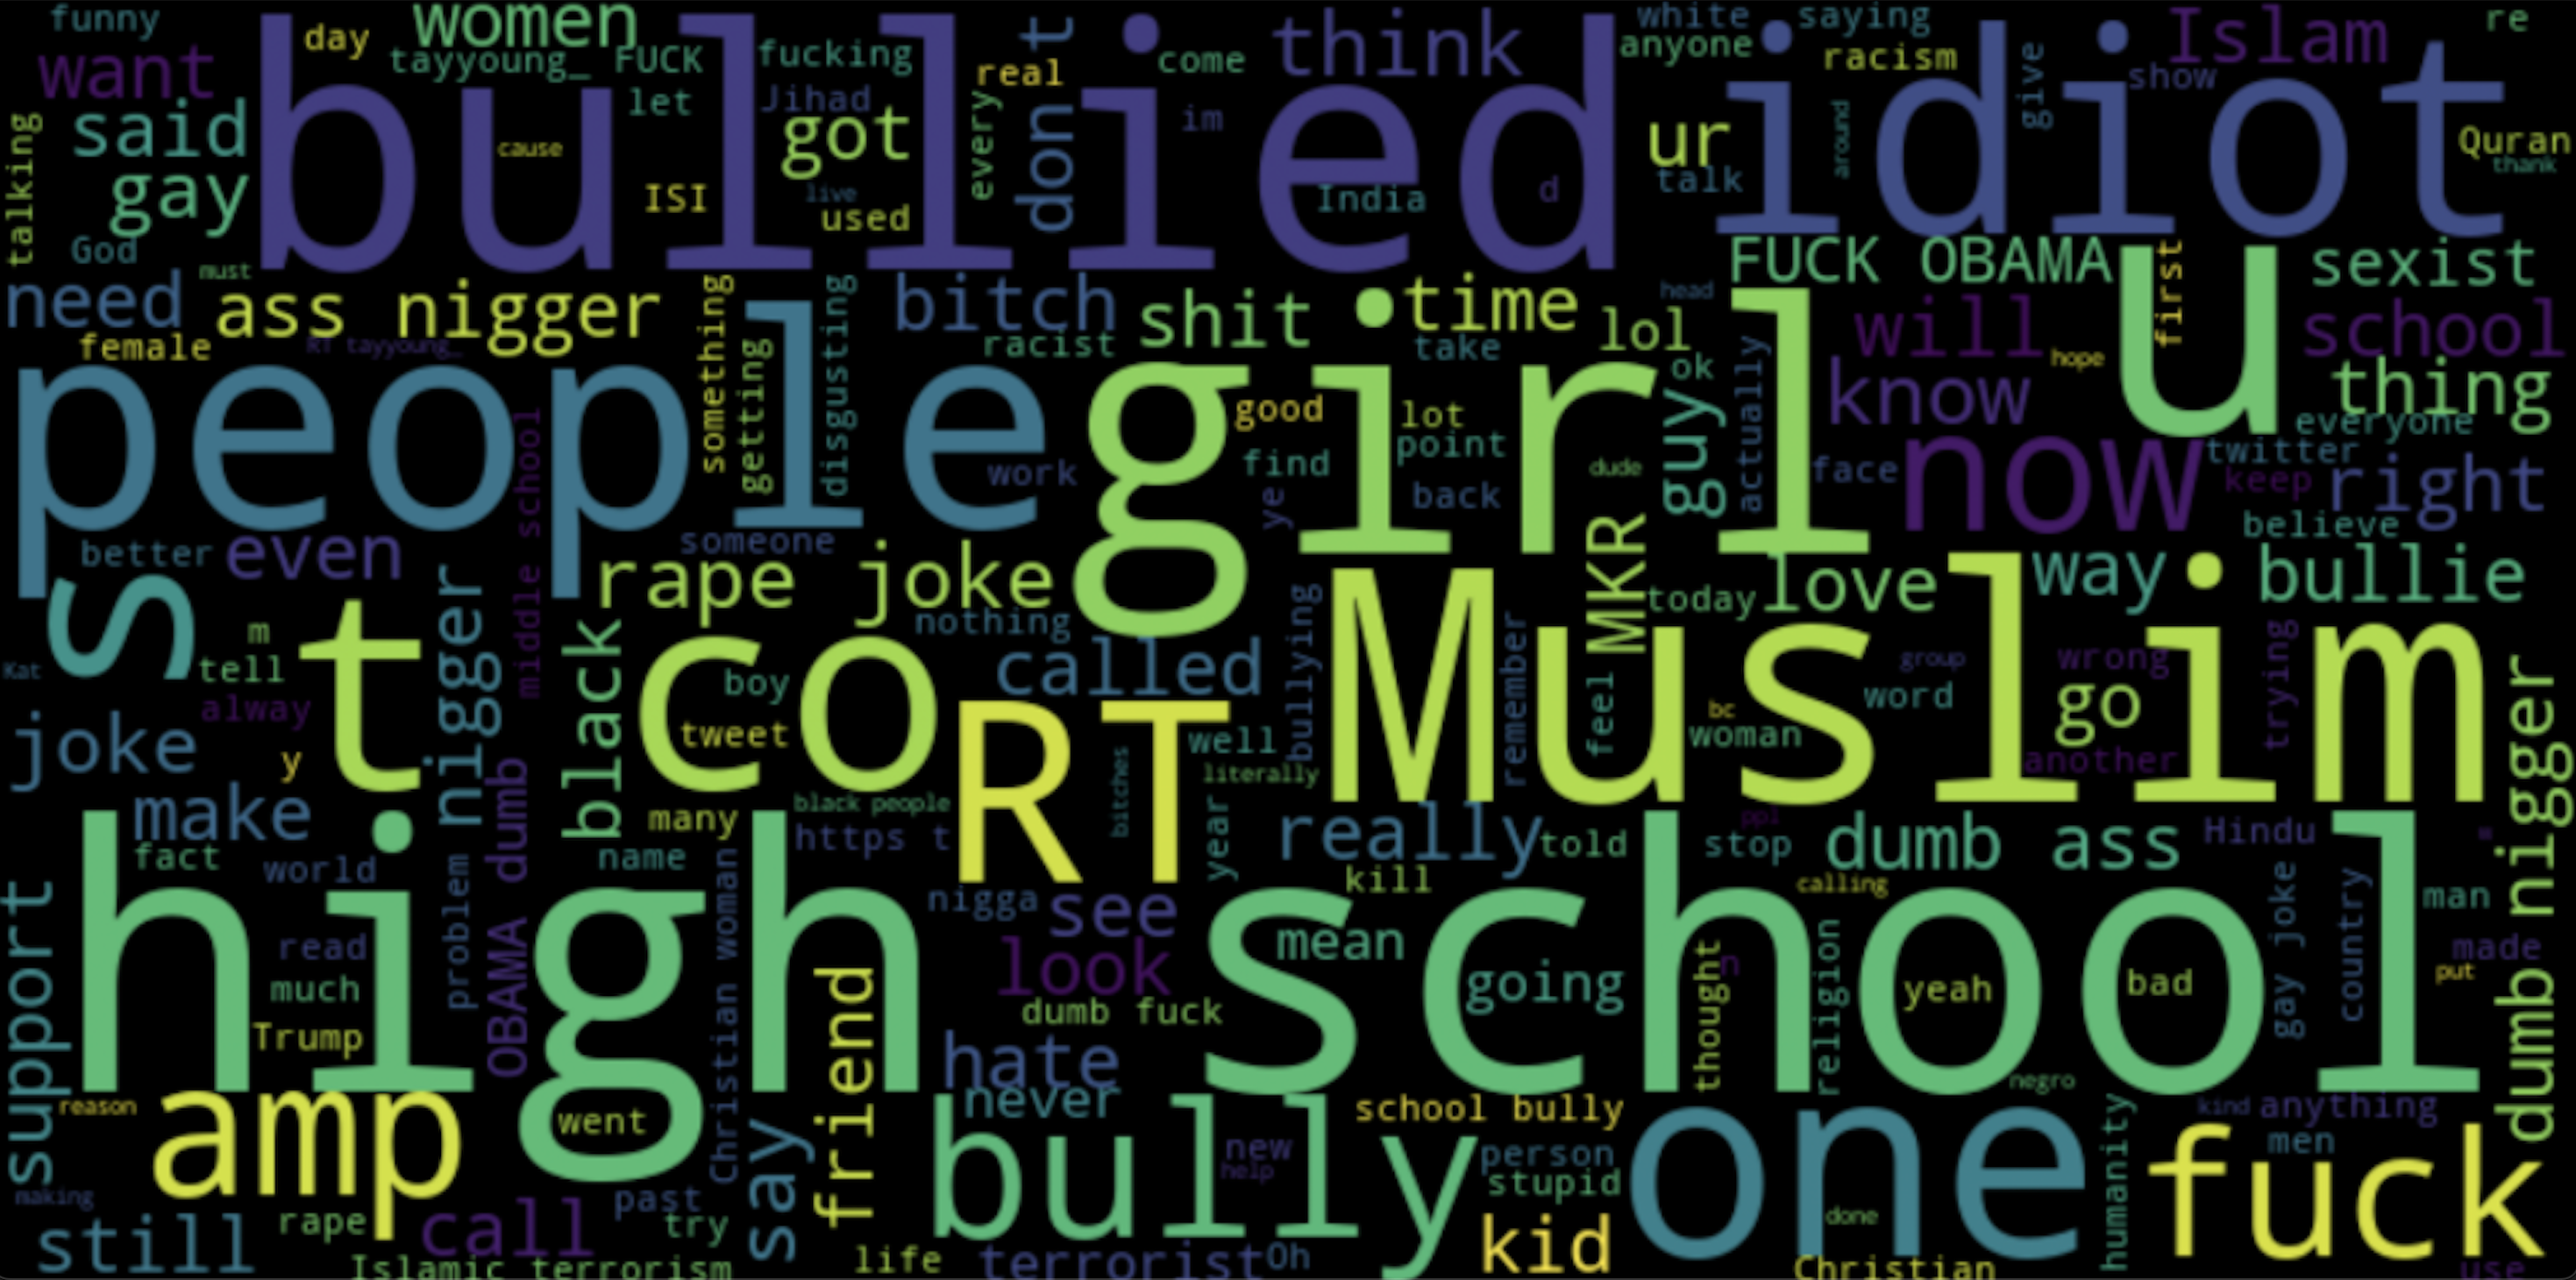 funny
day
women
think
white
saying
Islam
re
want
tayyoung_
FUCK
fucking
real
come
anyone
racism
give
show
bullied
idiot
said
let
Jihad
got
every
don t
im
ur
around
Quran
thank
talking
gay
cause
ISI
live
used
India
d
talk
God
must
FUCK OBAMA
u
first
sexist
need
ass nigger
something
disgusting
bitch
shit
time
head
lol
will
school
female
RT tayyoung_
getting
racist
take
ok
actually
hope
know
thing
people
girl
good
lot
guy
everyone
middle school
work
find
point
dude
face
now
twitter
keep
right
ye
back
believe
better
even
someone
rape joke
MKR
today
love
way
bullie
s
nigger
black
nothing
bullying
remember
Muslim
m
tell
t
co
boy
called
feel
group
wrong
word
go
trying
Kat
alway
tweet
RT
well
bc
woman
another
joke
y
OBAMA dumb
bitches
literally
dumb nigger
make
many
black people
year
https t
really
told
stop
ppl
dumb ass
Hindu
fact
world
problem
name
Christian woman
high school
nigga
see
kill
calling
gay joke
country
man
support
read
look
mean
going
thought
n
religion
yeah
bad
made
put
much
Trump
dumb fuck
friend
hate
negro
reason
amp
went
say
never
school bully
humanity
kind
anything
bully
new
help
person
one
men
making
past
stupid
fuck
still
rape
call
try
kid
done
Islamic terrorism
life
terrorist
Oh
Christian
use